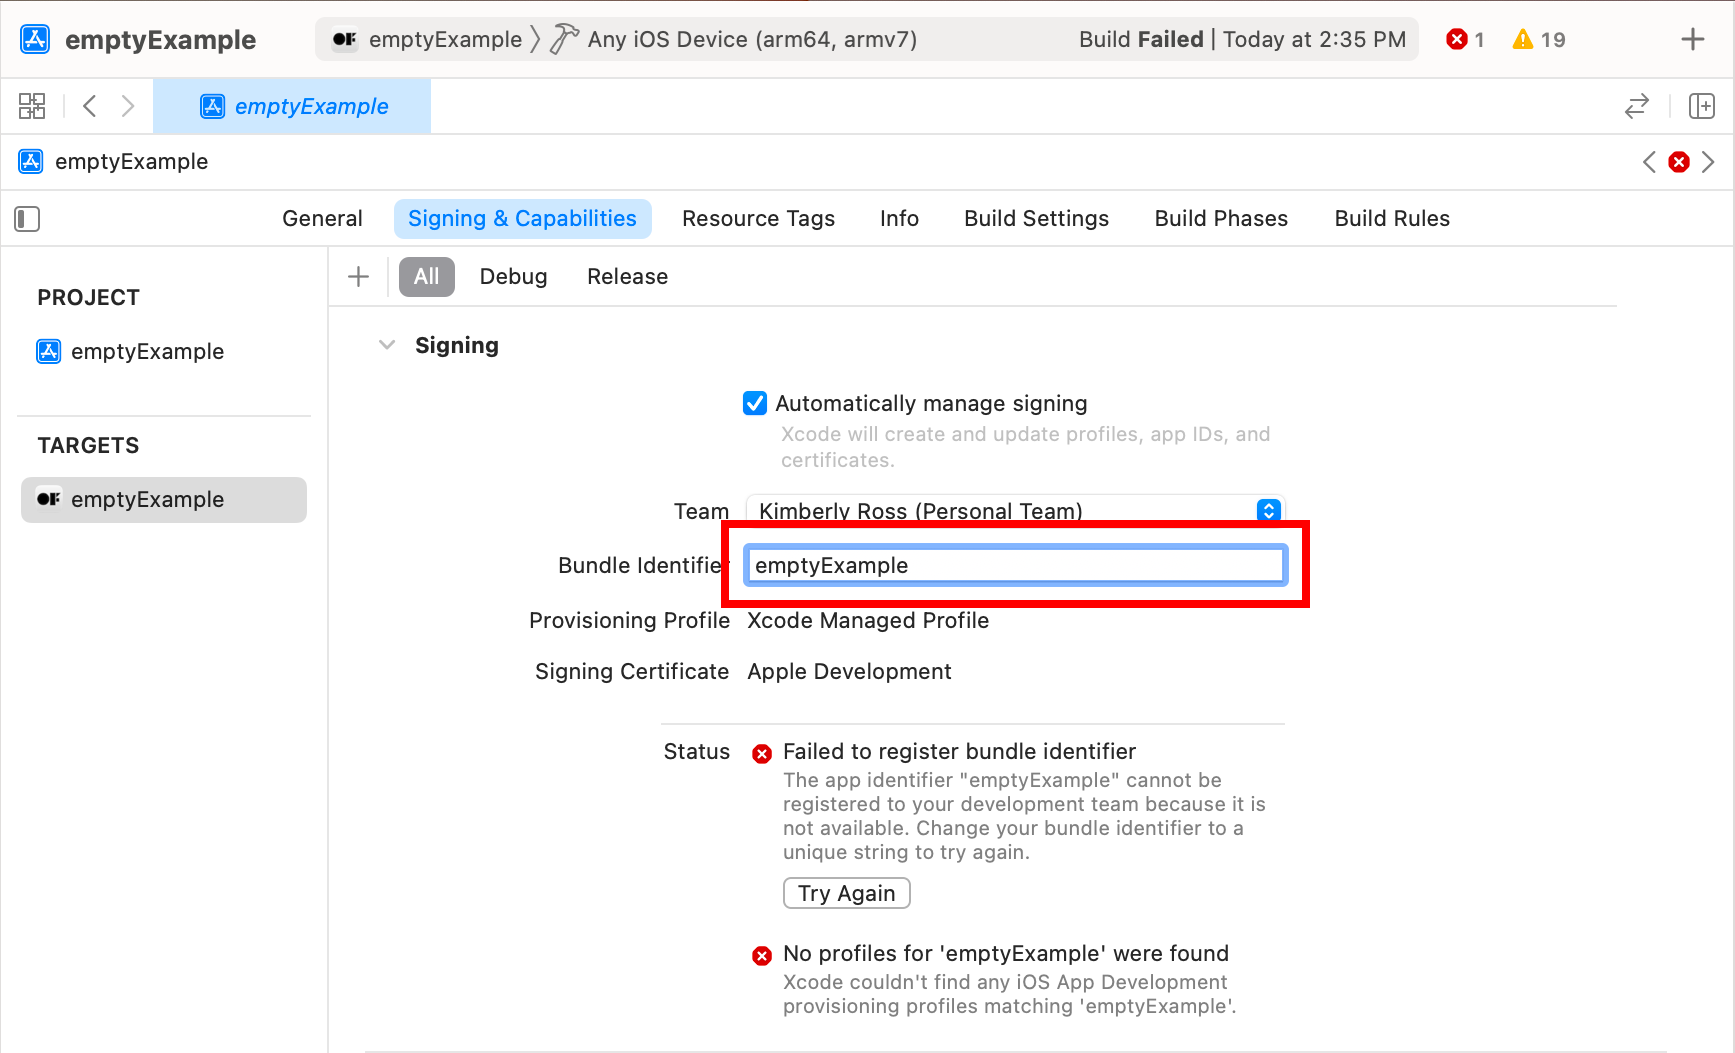 emptyExample
OF emptyExample Any iOS Device (arm64, armv7) Build Failed | Today at 2:35 PM 1 19
emptyExample
emptyExample
General Signing & Capabilities Resource Tags Info Build Settings Build Phases Build Rules
All Debug Release
PROJECT
emptyExample
TARGETS
OF emptyExample
Signing
Automatically manage signing
Xcode will create and update profiles, app IDs, and
certificates.
Team Kimberly Ross (Personal Team)
Bundle Identifier emptyExample
Provisioning Profile Xcode Managed Profile
Signing Certificate Apple Development
Status Failed to register bundle identifier
The app identifier "emptyExample" cannot be
registered to your development team because it is
not available. Change your bundle identifier to a
unique string to try again.
Try Again
No profiles for 'emptyExample' were found
Xcode couldn't find any iOS App Development
provisioning profiles matching 'emptyExample'.